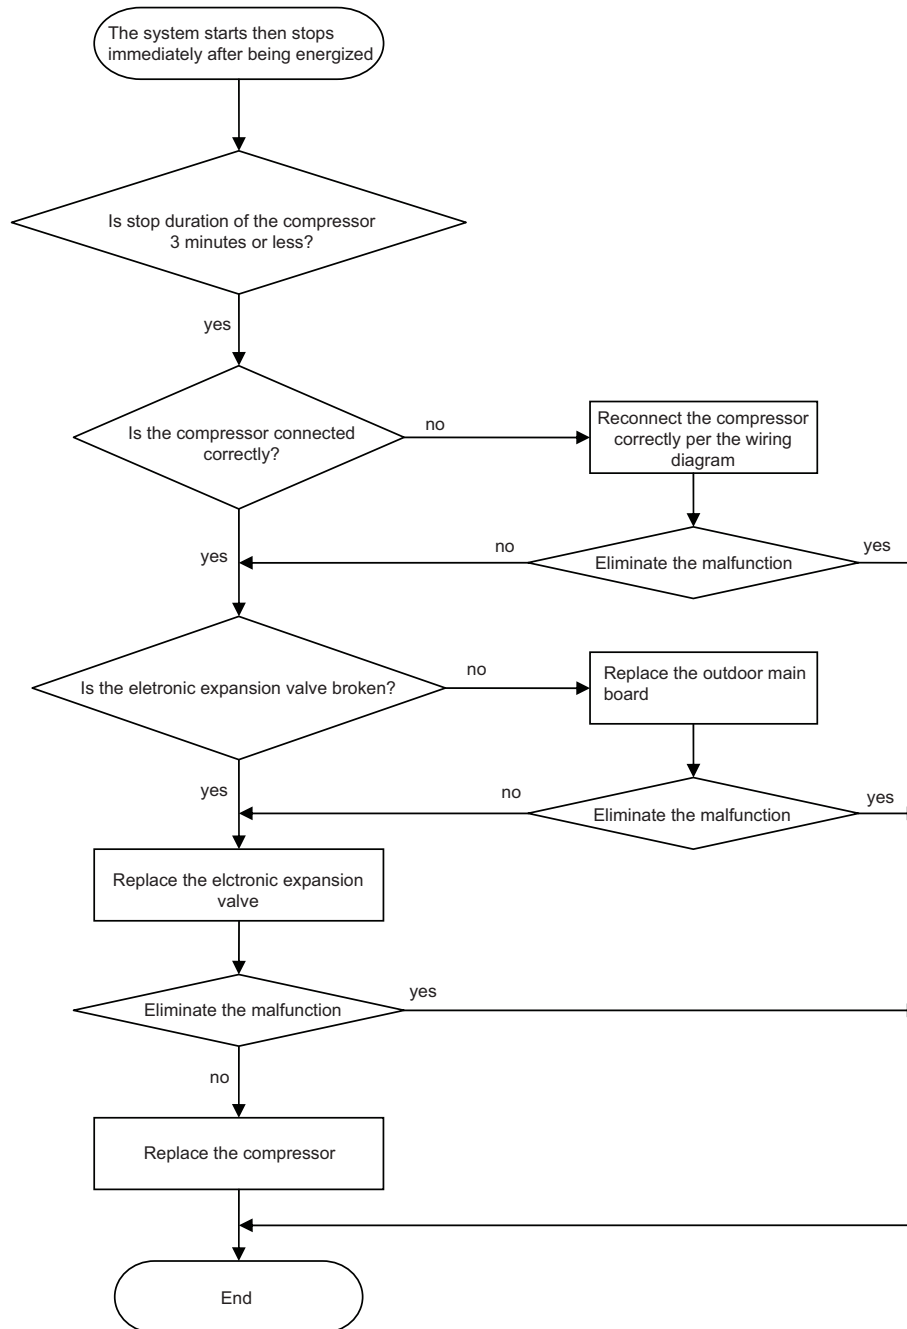 The system starts then stops
immediately after being energized
Is stop duration of the compressor
3 minutes or less?
yes
Is the compressor connected
correctly?
no
Reconnect the compressor
correctly per the wiring
diagram
yes
no
Eliminate the malfunction
yes
Is the eletronic expansion valve broken?
no
Replace the outdoor main
board
yes
no
Eliminate the malfunction
yes
Replace the elctronic expansion
valve
Eliminate the malfunction
yes
no
Replace the compressor
End